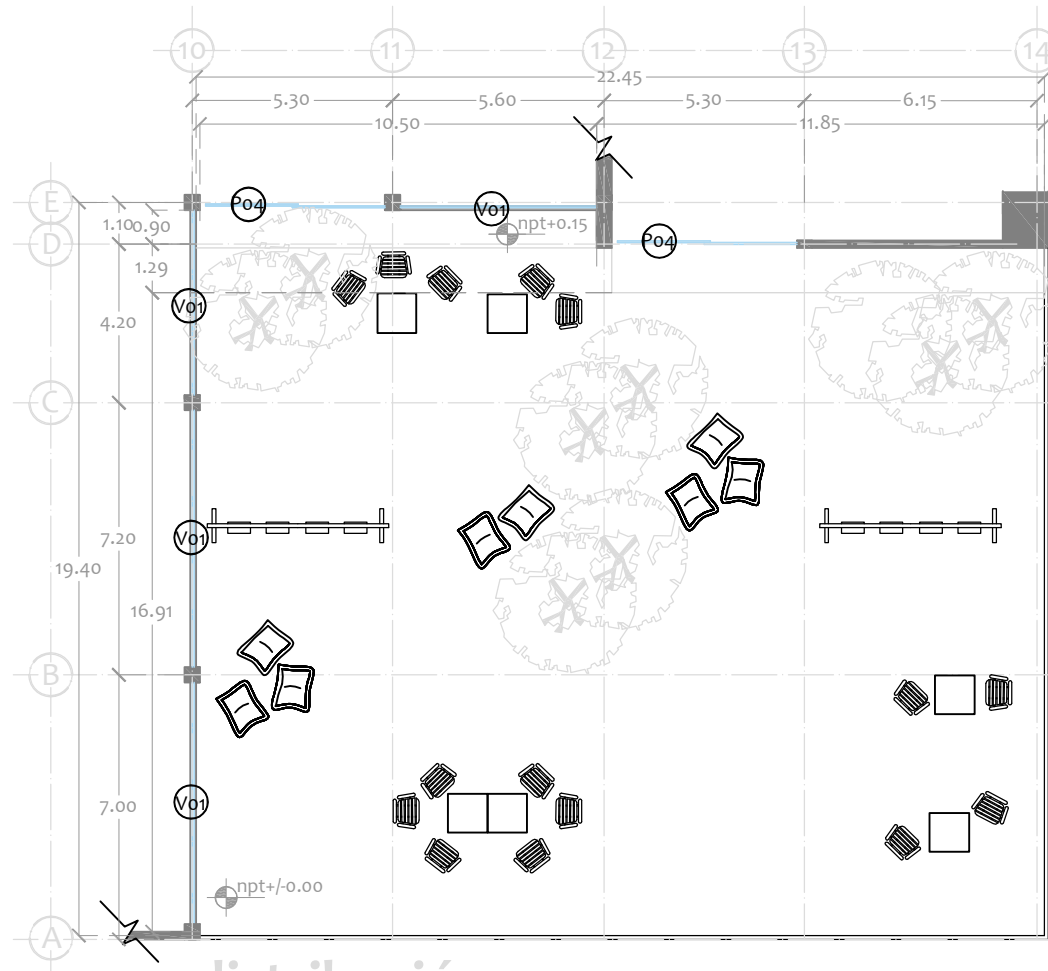 10 11 12 13 14
22.45
5.30 5.60 5.30 6.15
10.50 11.85
E P04 V01
1.10 0.90 npt+0.15
D P04
1.29
V01
4.20
C
7.20 V01
19.40
16.91
B
7.00 V01
npt+/-0.00
A